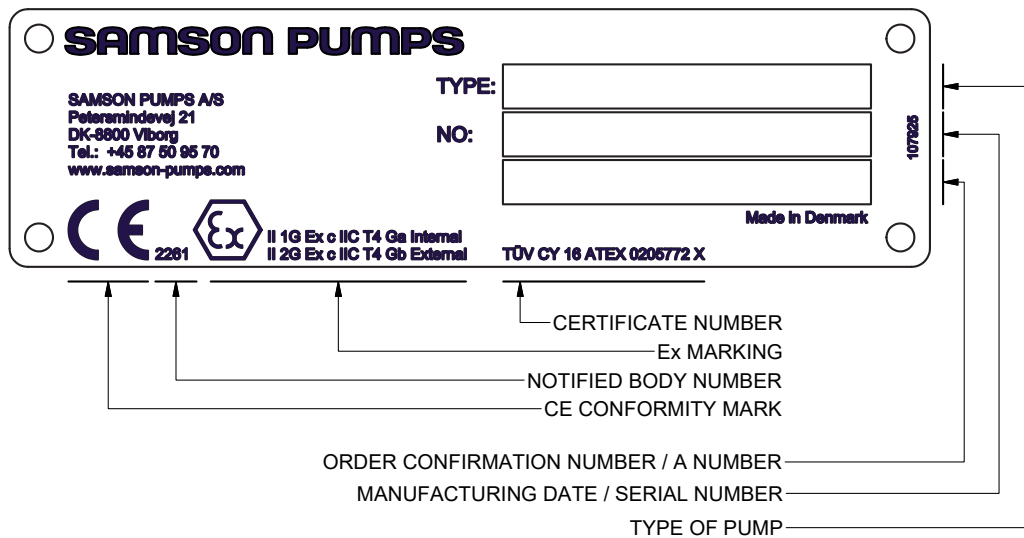 SAMSON PUMPS
TYPE:
SAMSON PUMPS A/S
Petersmindevej 21
DK-8800 Viborg
Tel.: +45 87 50 95 70
www.samson-pumps.com
NO:
107925
Made in Denmark
CE 2261
Ex
II 1G Ex c IIC T4 Ga Internal
II 2G Ex c IIC T4 Gb External
TÜV CY 16 ATEX 0205772 X
CERTIFICATE NUMBER
Ex MARKING
NOTIFIED BODY NUMBER
CE CONFORMITY MARK
ORDER CONFIRMATION NUMBER / A NUMBER
MANUFACTURING DATE / SERIAL NUMBER
TYPE OF PUMP